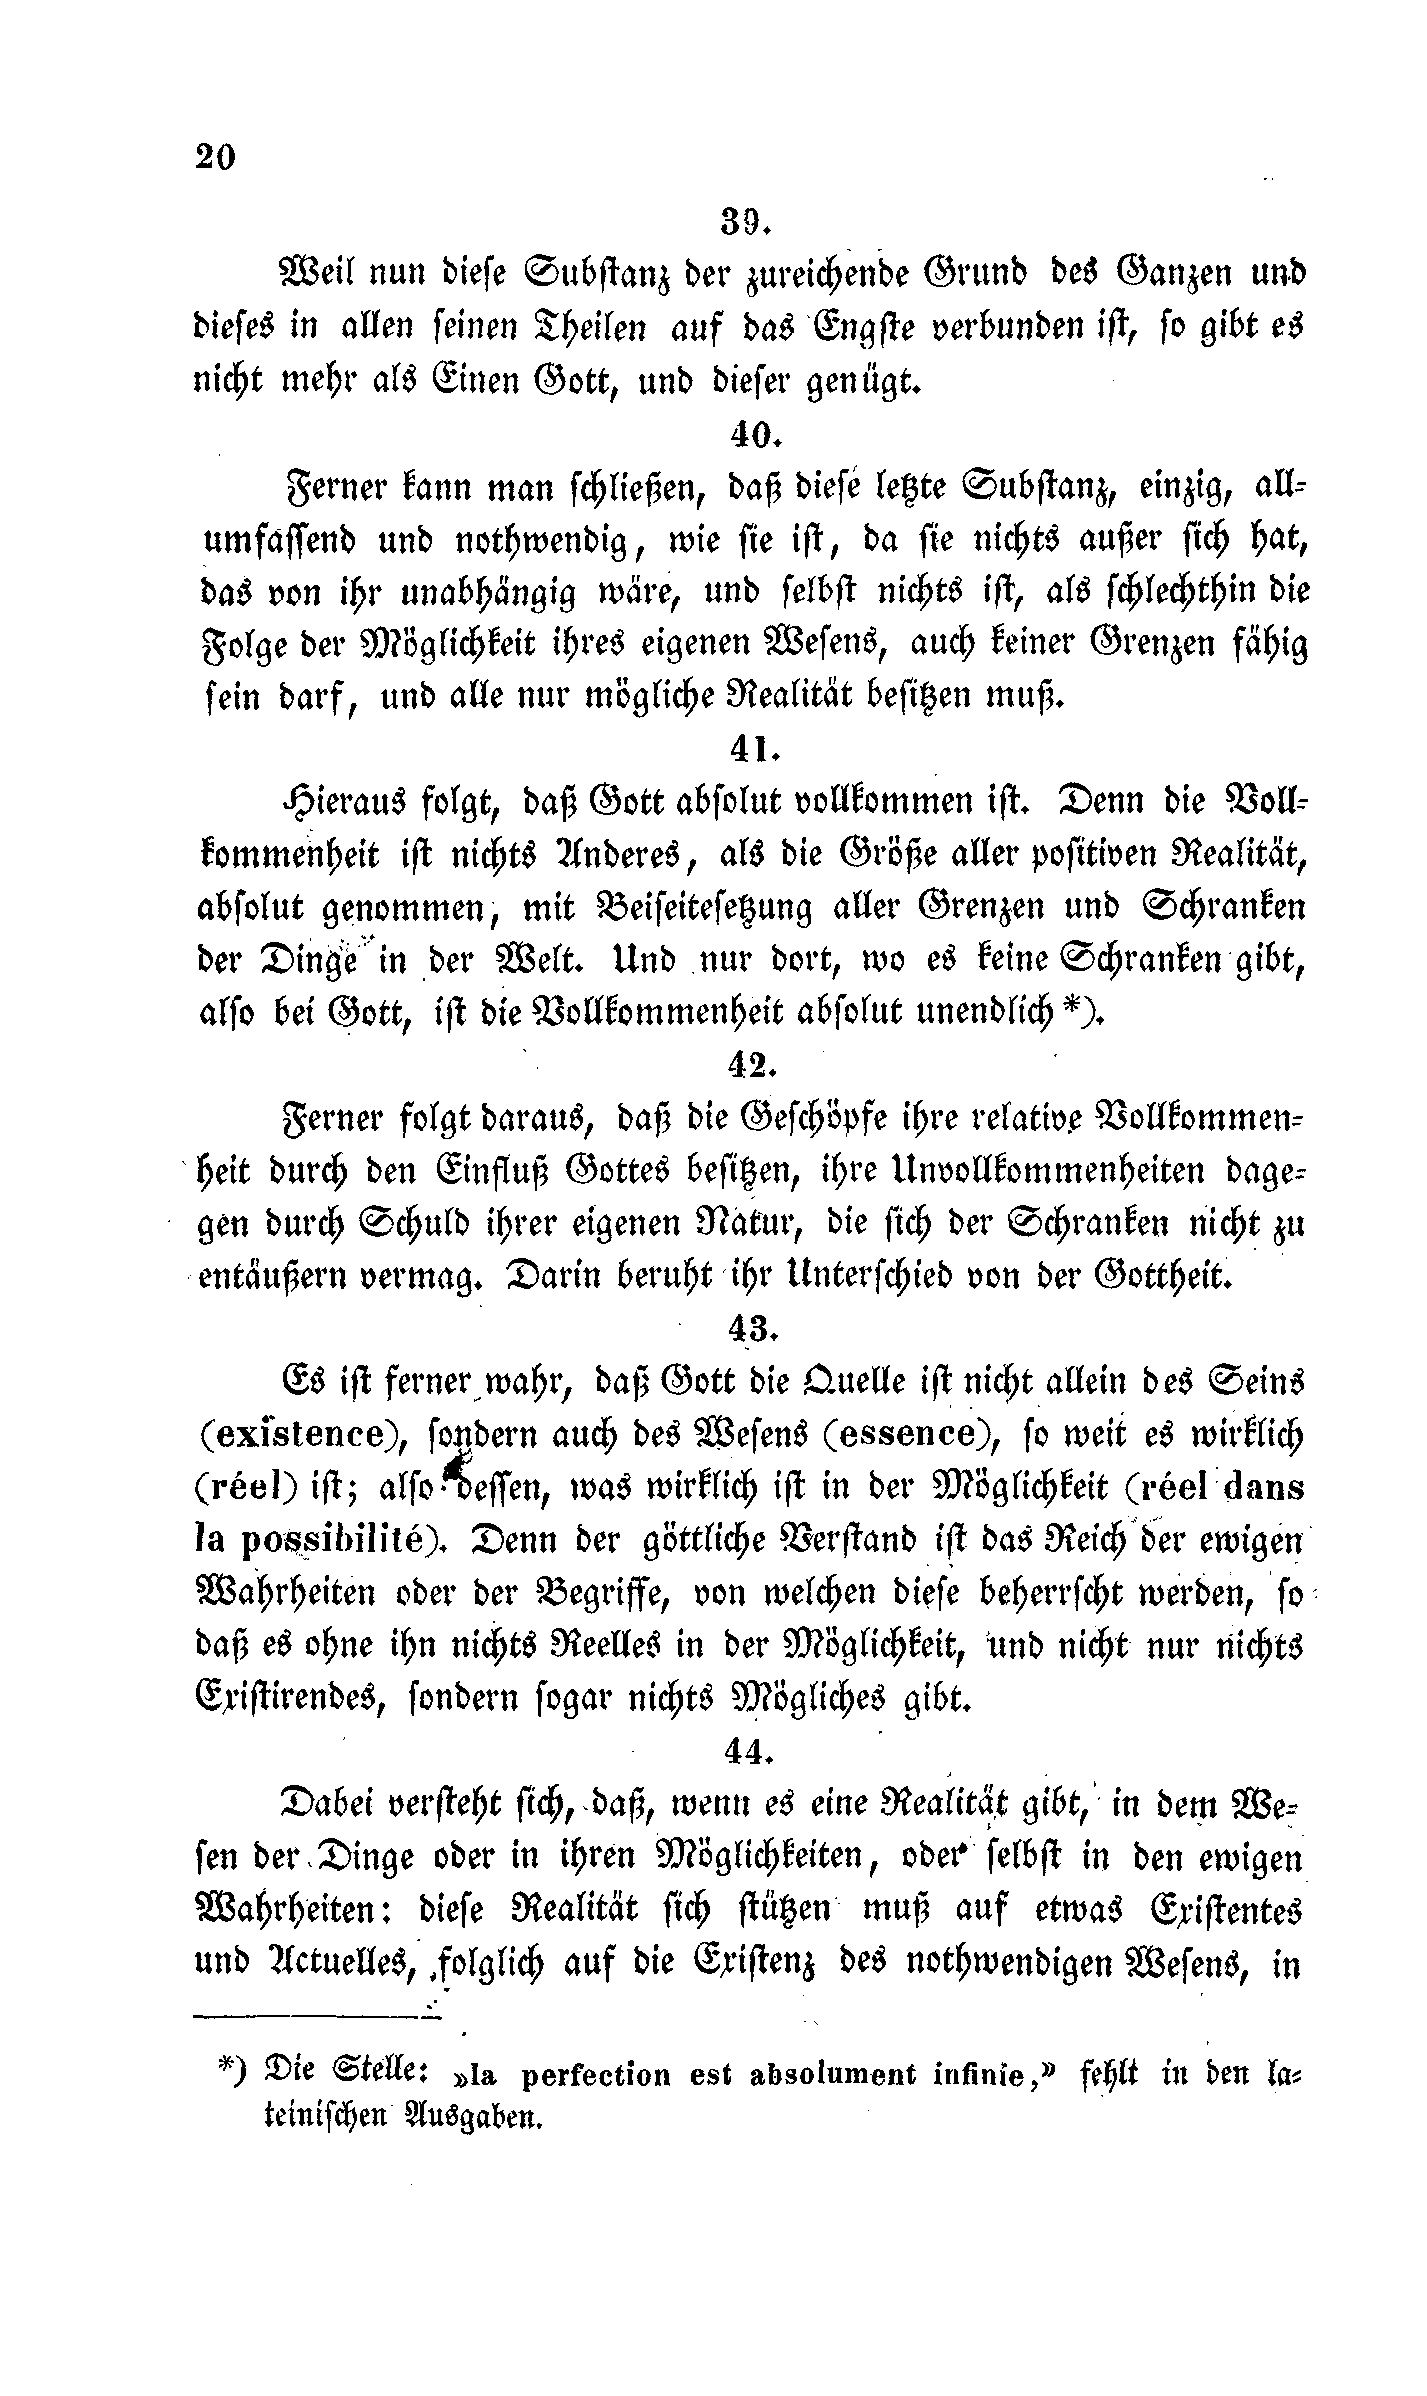 20
39.
Weil nun diese Substanz der zureichende Grund des Ganzen und
dieses in allen seinen Theilen auf das Engste verbunden ist, so gibt es
nicht mehr als Einen Gott, und dieser genügt.
40.
Ferner kann man schließen, daß diese letzte Substanz, einzig, all-
umfassend und nothwendig, wie sie ist, da sie nichts außer sich hat,
das von ihr unabhängig wäre, und selbst nichts ist, als schlechthin die
Folge der Möglichkeit ihres eigenen Wesens, auch keiner Grenzen fähig
sein darf, und alle nur mögliche Realität besitzen muß.
41.
Hieraus folgt, daß Gott absolut vollkommen ist. Denn die Voll-
kommenheit ist nichts Anderes, als die Größe aller positiven Realität,
absolut genommen, mit Beiseitesetzung aller Grenzen und Schranken
der Dinge in der Welt. Und nur dort, wo es keine Schranken gibt,
also bei Gott, ist die Vollkommenheit absolut unendlich *).
42.
Ferner folgt daraus, daß die Geschöpfe ihre relative Vollkommen-
heit durch den Einfluß Gottes besitzen, ihre Unvollkommenheiten dage-
gen durch Schuld ihrer eigenen Natur, die sich der Schranken nicht zu
entäußern vermag. Darin beruht ihr Unterschied von der Gottheit.
43.
Es ist ferner wahr, daß Gott die Quelle ist nicht allein des Seins
(existence), sondern auch des Wesens (essence), so weit es wirklich
(réel) ist; also dessen, was wirklich ist in der Möglichkeit (réel dans
la possibilité). Denn der göttliche Verstand ist das Reich der ewigen
Wahrheiten oder der Begriffe, von welchen diese beherrscht werden, so
daß es ohne ihn nichts Reelles in der Möglichkeit, und nicht nur nichts
Existirendes, sondern sogar nichts Mögliches gibt.
44.
Dabei versteht sich, daß, wenn es eine Realität gibt, in dem We-
sen der Dinge oder in ihren Möglichkeiten, oder selbst in den ewigen
Wahrheiten: diese Realität sich stützen muß auf etwas Existentes
und Actuelles, folglich auf die Existenz des nothwendigen Wesens, in
*) Die Stelle: »la perfection est absolument infinie,» fehlt in den la-
teinischen Ausgaben.